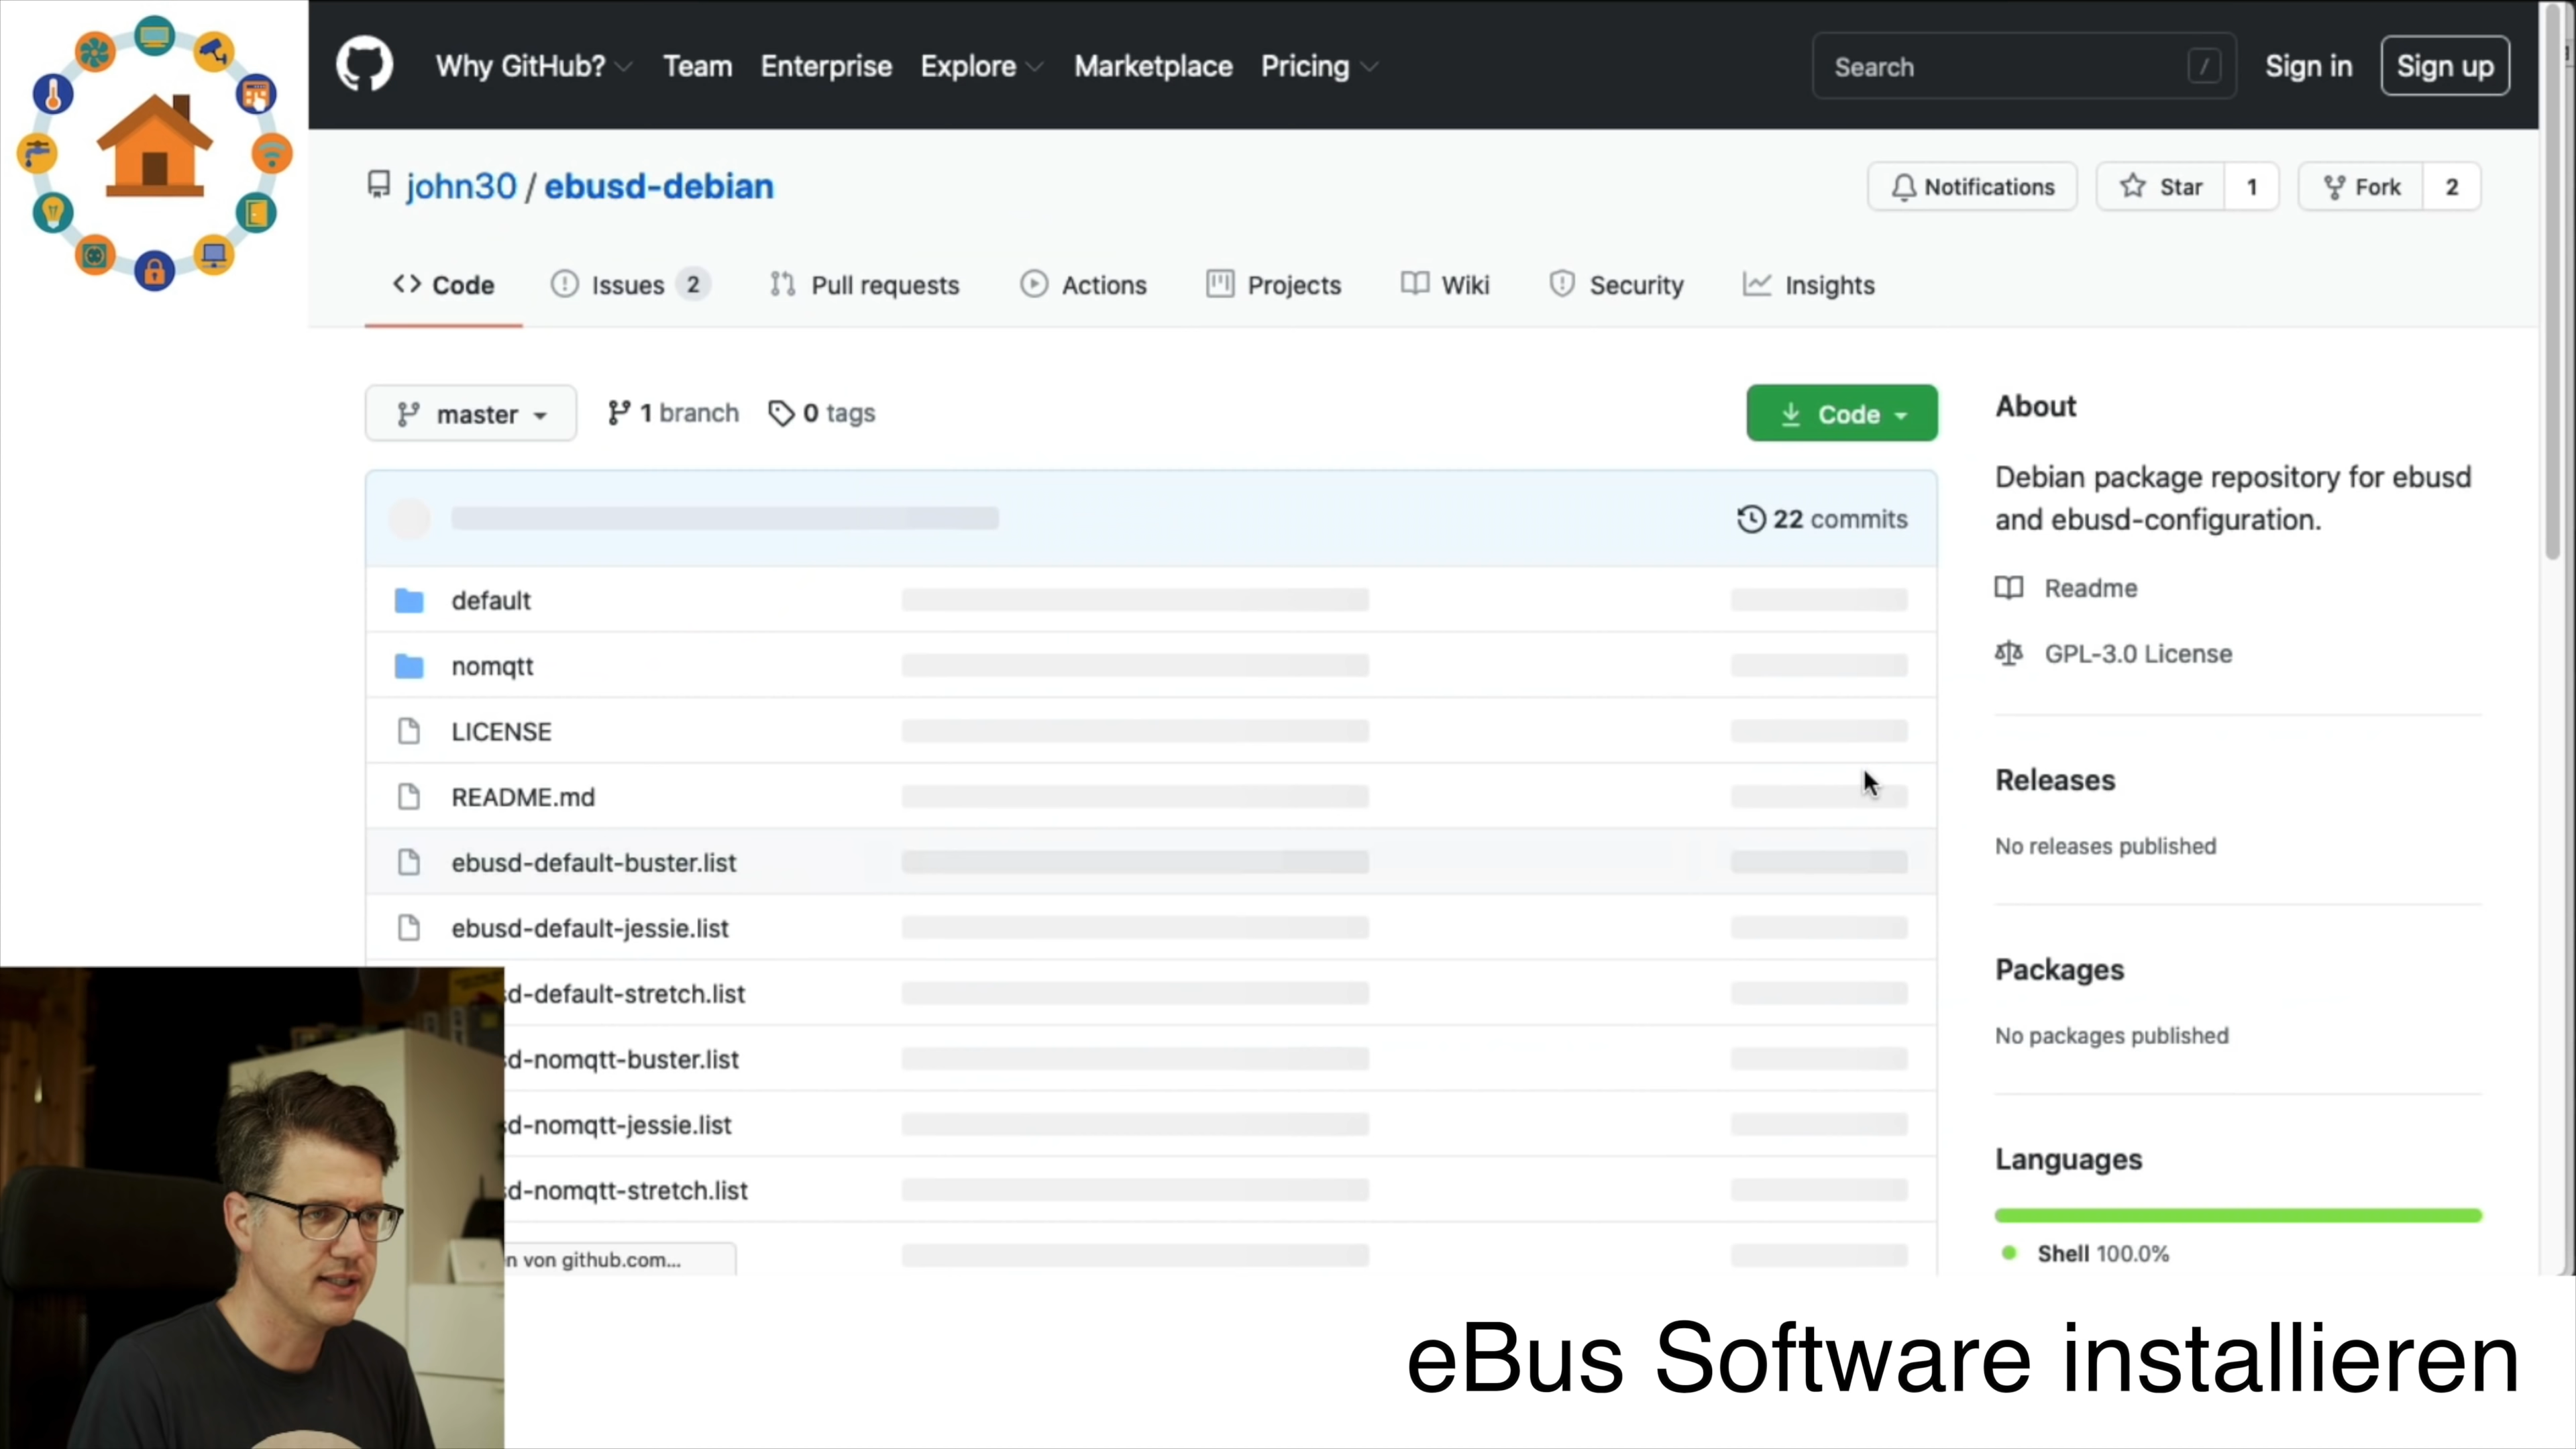 Why GitHub? Team Enterprise Explore Marketplace Pricing Search / Sign in Sign up
john30 / ebusd-debian
Notifications Star 1 Fork 2
Code Issues 2 Pull requests Actions Projects Wiki Security Insights
master 1 branch 0 tags Code
About
Debian package repository for ebusd
and ebusd-configuration.
Readme
GPL-3.0 License
Releases
No releases published
Packages
No packages published
Languages
Shell 100.0%
22 commits
default
nomqtt
LICENSE
README.md
ebusd-default-buster.list
ebusd-default-jessie.list
d-default-stretch.list
d-nomqtt-buster.list
d-nomqtt-jessie.list
d-nomqtt-stretch.list
n von github.com...
eBus Software installieren